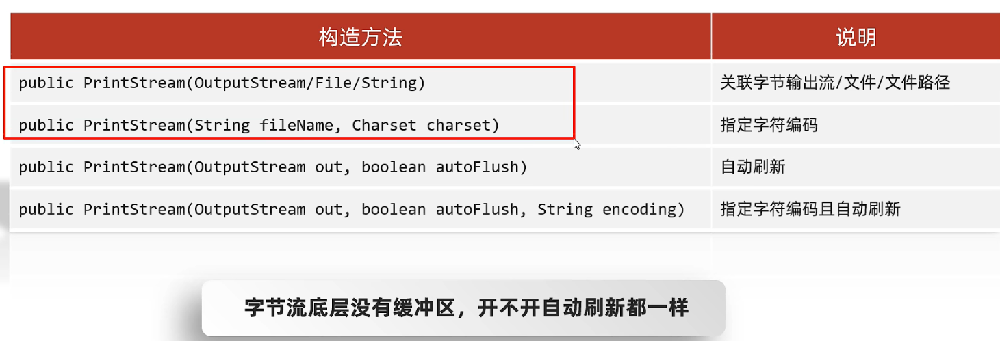 构造方法 说明
public PrintStream(OutputStream/File/String) 关联字节输出流/文件/文件路径
public PrintStream(String fileName, Charset charset) 指定字符编码
public PrintStream(OutputStream out, boolean autoFlush) 自动刷新
public PrintStream(OutputStream out, boolean autoFlush, String encoding) 指定字符编码且自动刷新
字节流底层没有缓冲区，开不开自动刷新都一样